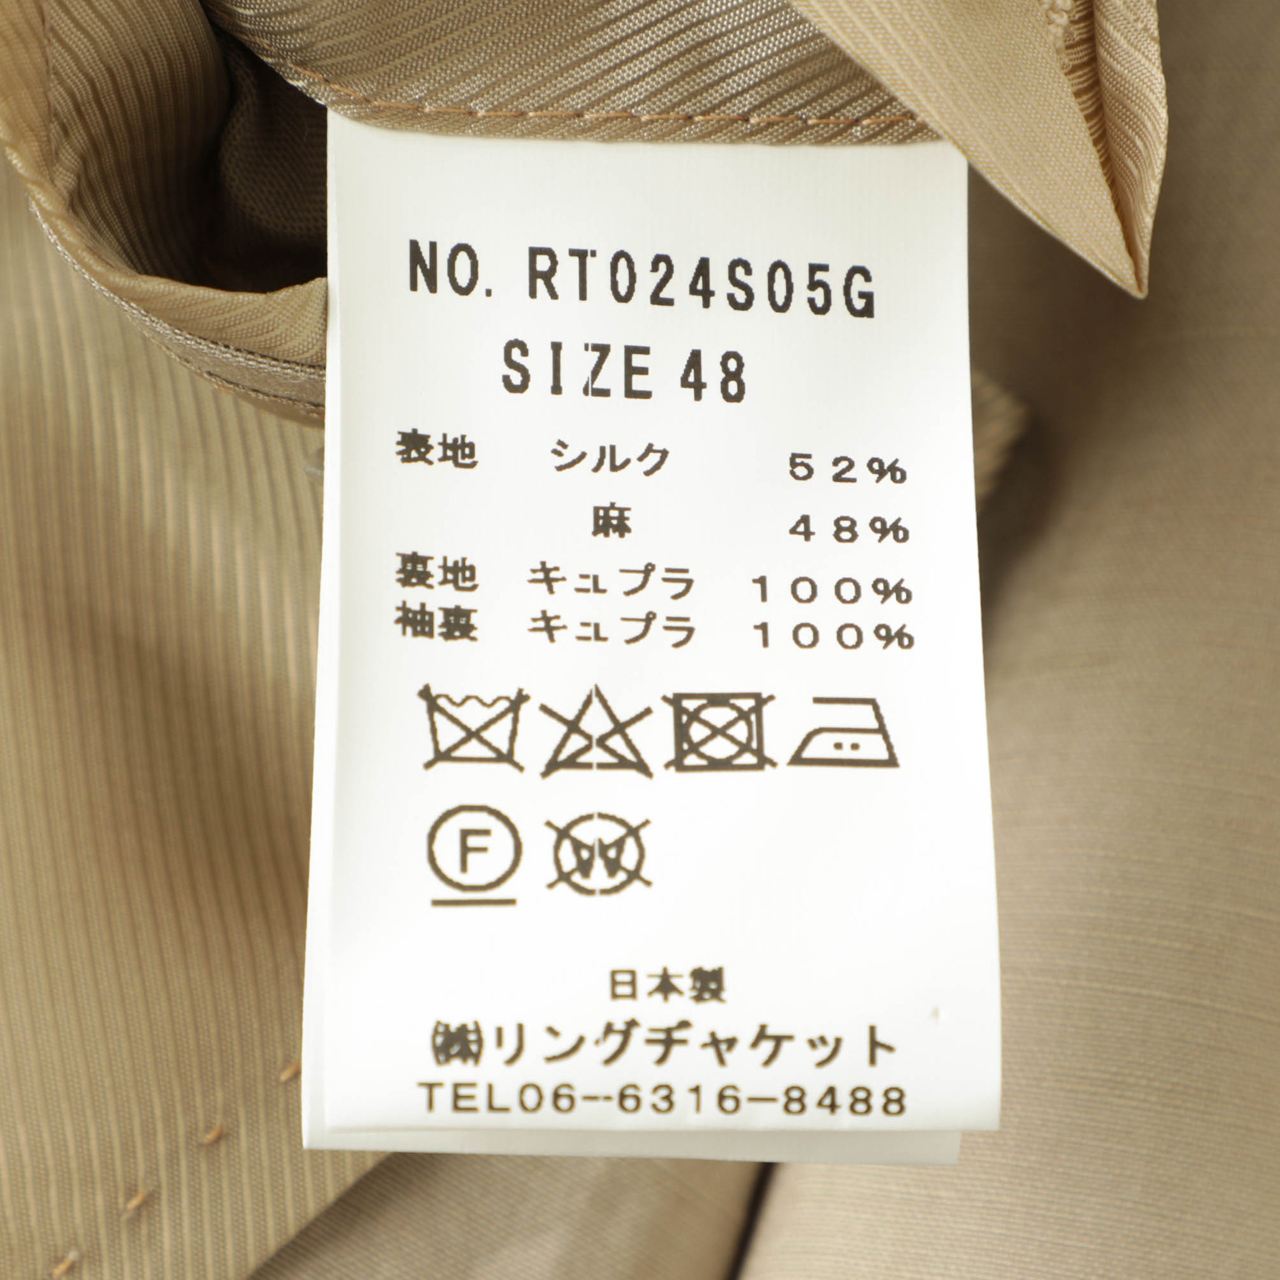 NO. RT024S05G
SIZE 48
表地 シルク 52%
麻 48%
裏地 キュプラ 100%
袖裏 キュプラ 100%
F
W
日本製
㈱リングヂャケット
TEL06-6316-8488